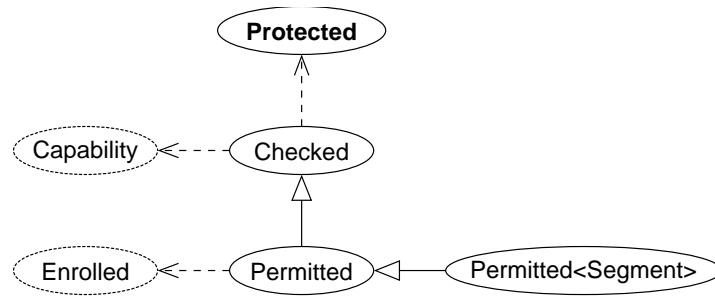 Protected
Capability
Checked
Enrolled
Permitted
Permitted<Segment>